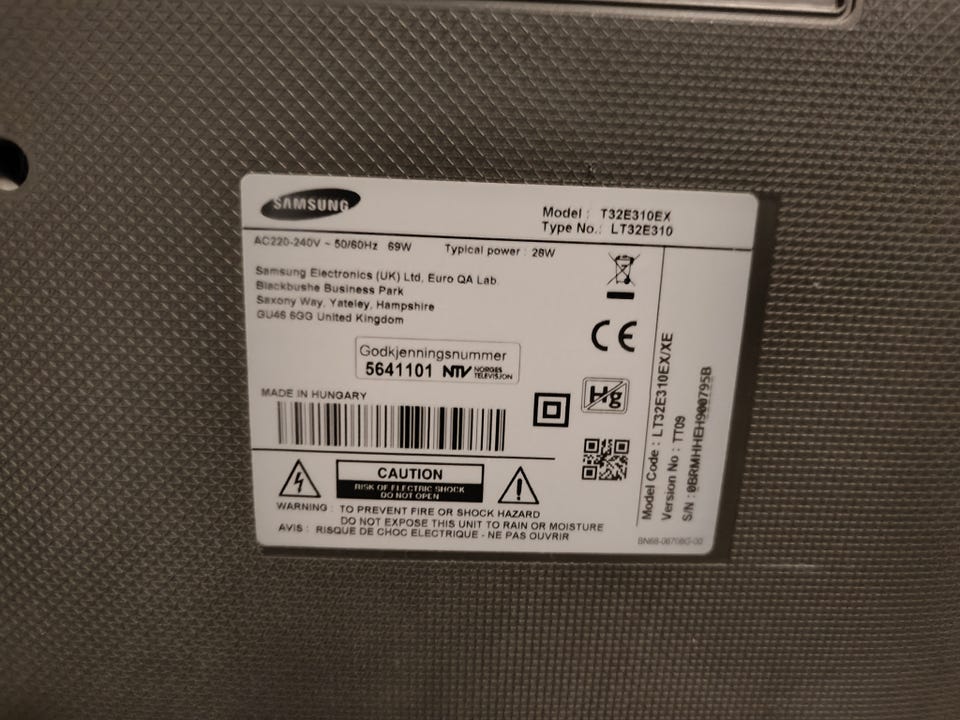 SAMSUNG
Model : T32E310EX
Type No.: LT32E310
AC220-240V ~ 50/60Hz 69W Typical power : 28W
Samsung Electronics (UK) Ltd, Euro QA Lab.
Blackbushe Business Park
Saxony Way, Yateley, Hampshire
GU46 6GG United Kingdom
CE
Godkjenningsnummer
5641101 NTV NORGES TELEVISJON
Hg
MADE IN HUNGARY
CAUTION
RISK OF ELECTRIC SHOCK
DO NOT OPEN
WARNING : TO PREVENT FIRE OR SHOCK HAZARD
DO NOT EXPOSE THIS UNIT TO RAIN OR MOISTURE
AVIS : RISQUE DE CHOC ELECTRIQUE - NE PAS OUVRIR
Model Code : LT32E310EX/XE
Version No : TT09
S/N :